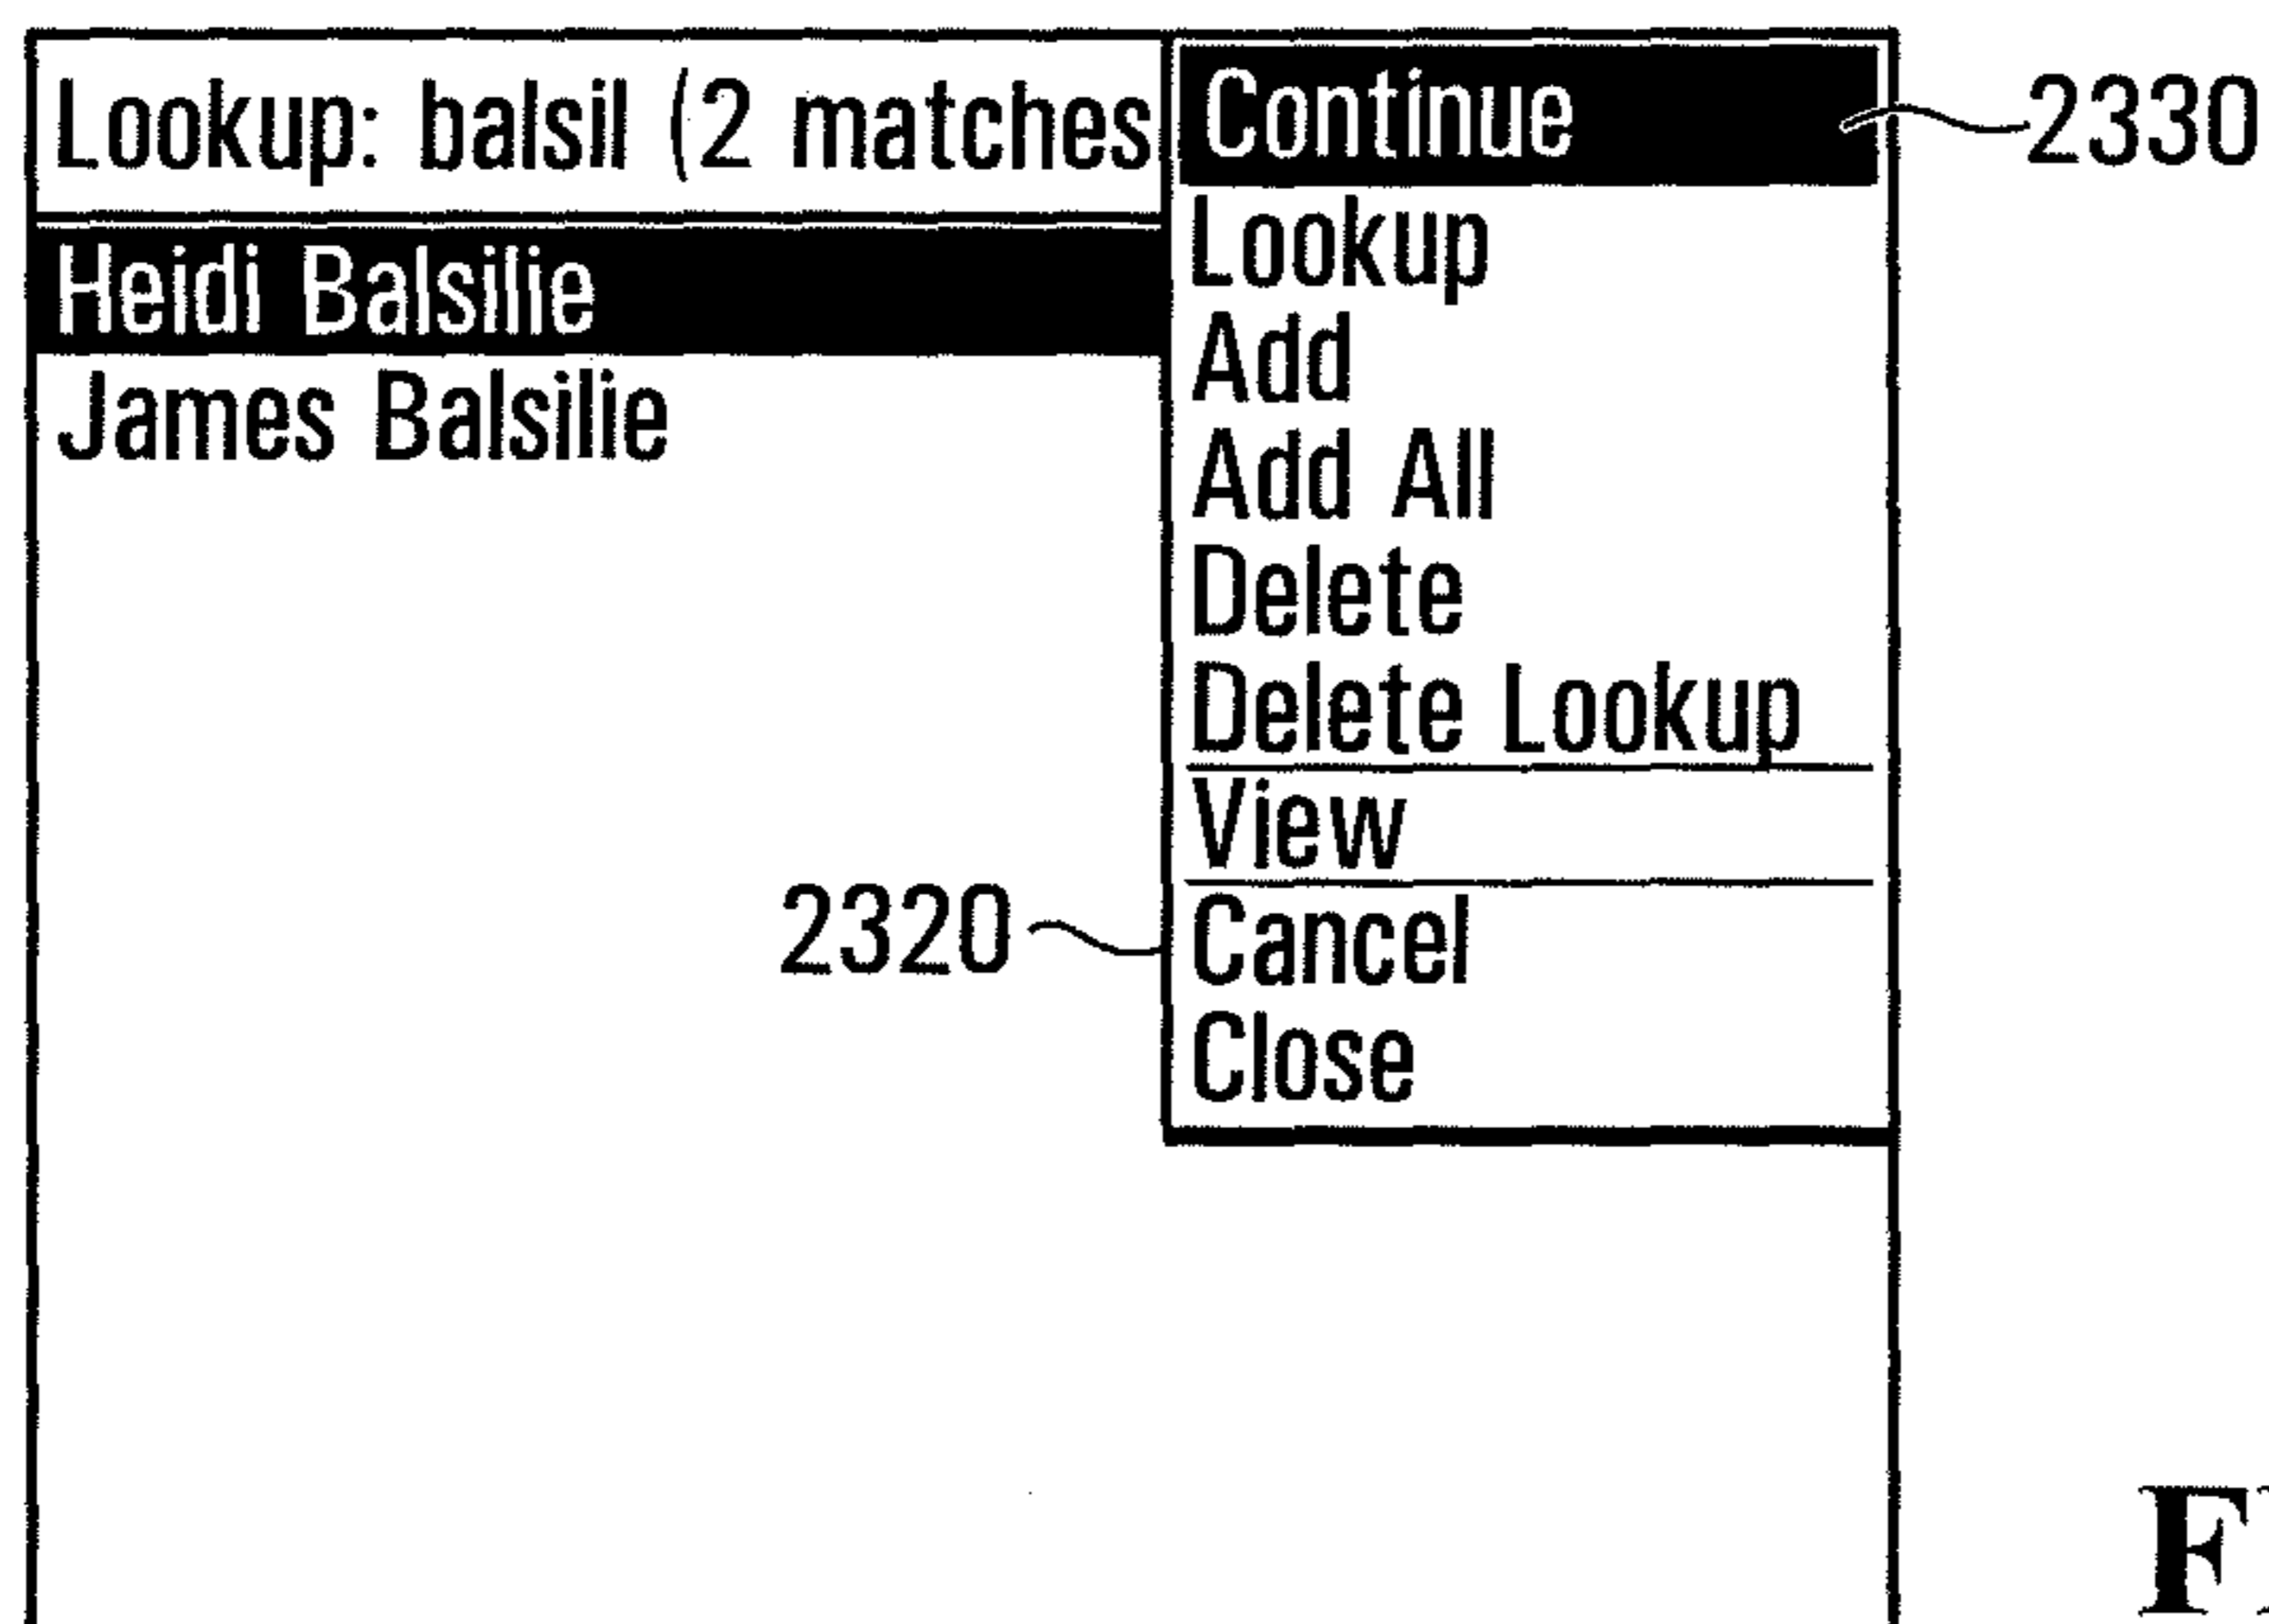 Lookup: balsil (2 matches
Heidi Balsilie
James Balsilie
Continue
Lookup
Add
Add All
Delete
Delete Lookup
View
Cancel
Close
2330
2320